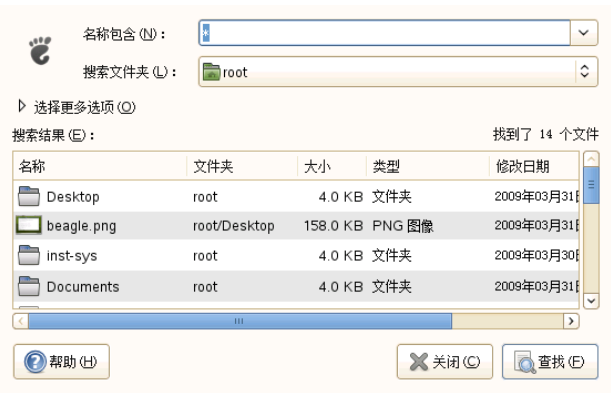 名称包含(N)：
*
搜索文件夹(L)：
root
选择更多选项(O)
搜索结果(E)： 找到了 14 个文件
名称 文件夹 大小 类型 修改日期
Desktop root 4.0 KB 文件夹 2009年03月31
beagle.png root/Desktop 158.0 KB PNG 图像 2009年03月31
inst-sys root 4.0 KB 文件夹 2009年03月30
Documents root 4.0 KB 文件夹 2009年03月31
帮助(H) 关闭(C) 查找(F)